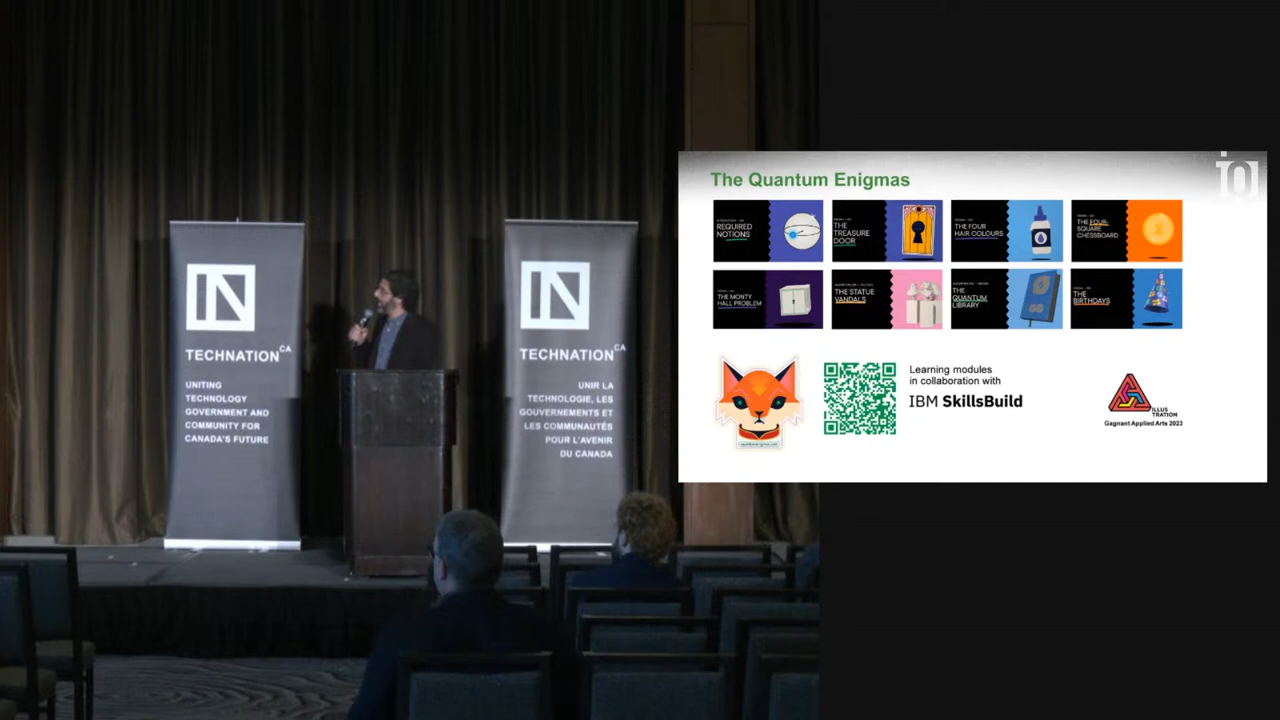 IN
TECHNATION CA
UNITING
TECHNOLOGY
GOVERNMENT AND
COMMUNITY FOR
CANADA'S FUTURE
IN
TECHNATION CA
UNIR LA
TECHNOLOGIE, LES
GOUVERNEMENTS ET
LES COMMUNAUTÉS
POUR L'AVENIR
DU CANADA
iq
The Quantum Enigmas
REQUIRED
NOTIONS
THE
TREASURE
DOOR
THE FOUR
HAIR COLOURS
THE FOUR-
SQUARE
CHESSBOARD
THE MONTY
HALL PROBLEM
THE STATUE
VANDALS
THE
QUANTUM
LIBRARY
THE
BIRTHDAYS
Learning modules
in collaboration with
IBM SkillsBuild
ILLUS
TRATION
Gagnant Applied Arts 2023